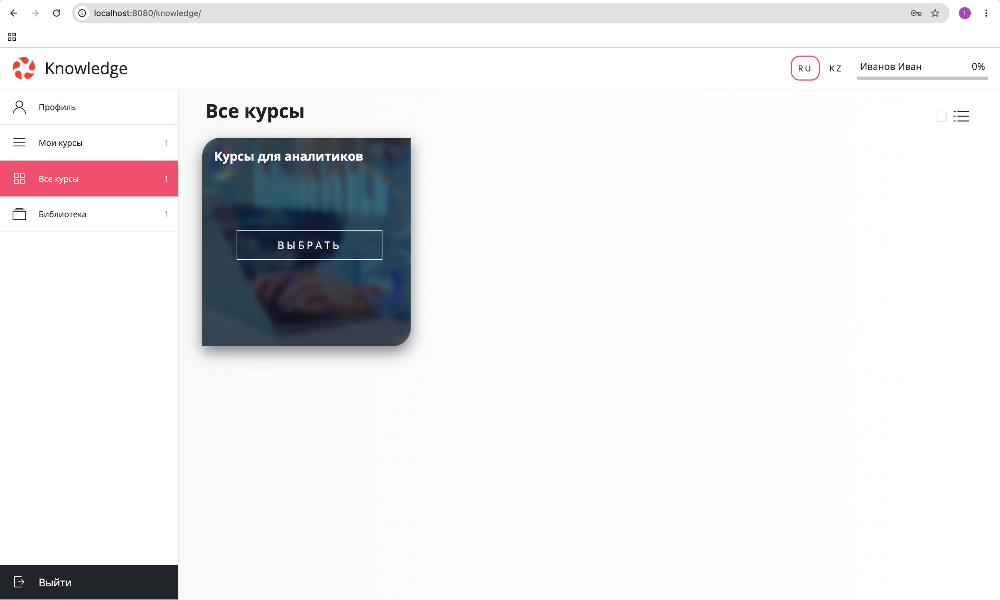 localhost:8080/knowledge/
I
Knowledge
RU KZ Иванов Иван 0%
Профиль
Мои курсы 1
Все курсы 1
Библиотека 1
Выйти
Все курсы
Курсы для аналитиков
ВЫБРАТЬ